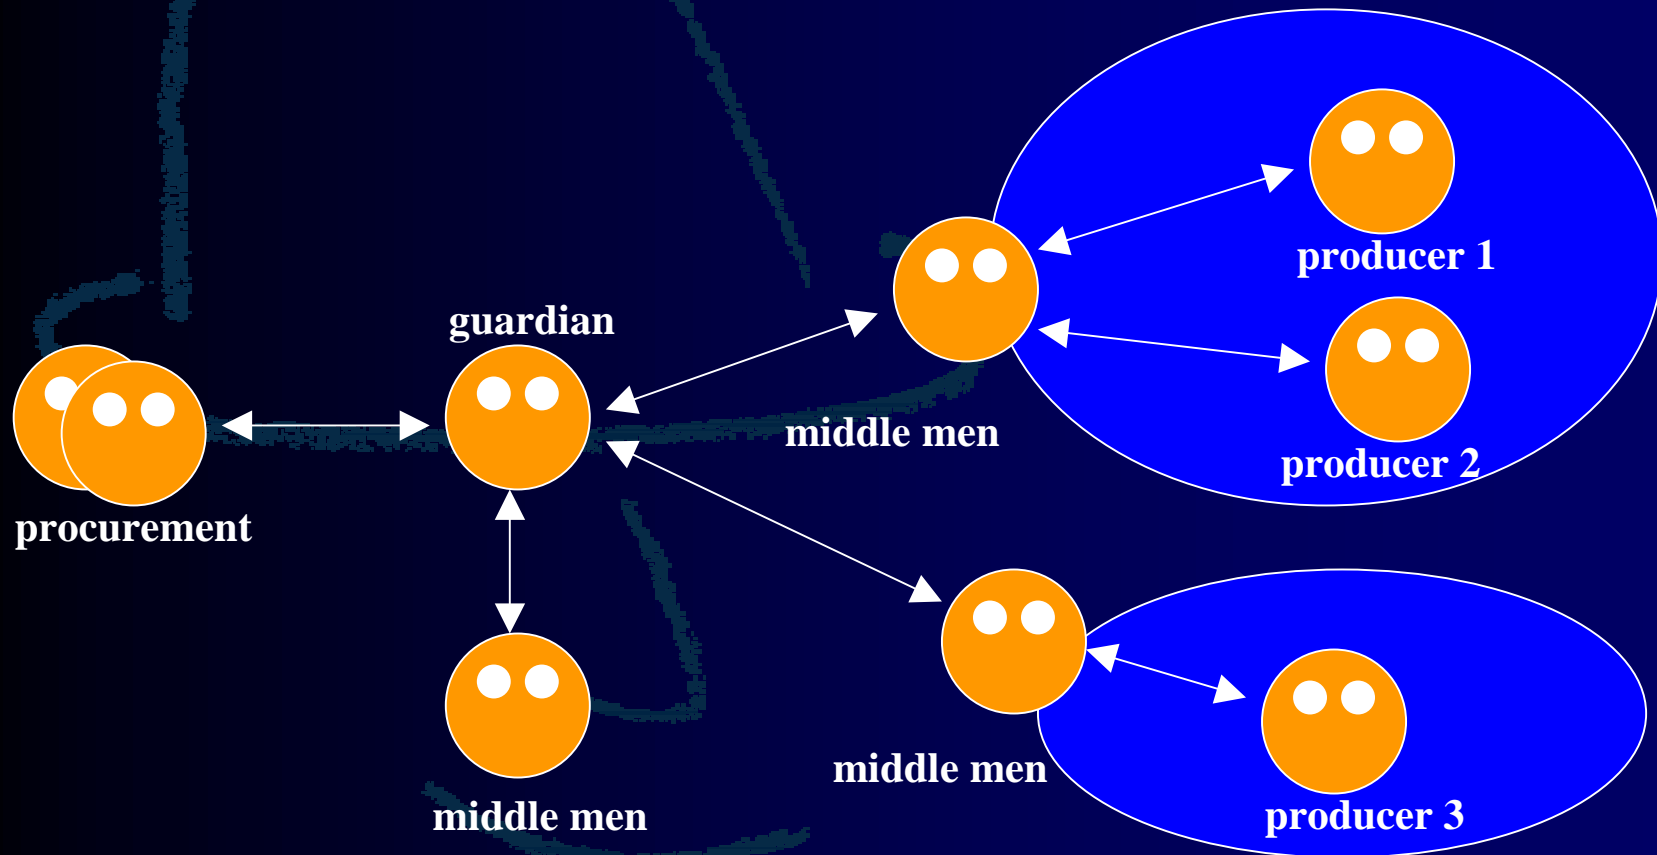 producer 1
guardian
middle men
producer 2
procurement
middle men
middle men
producer 3